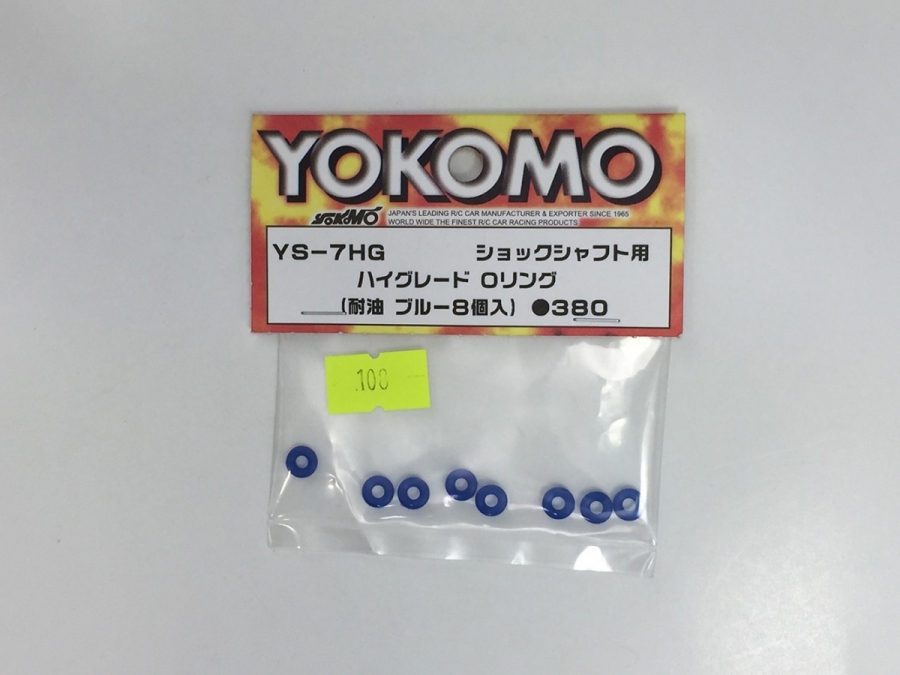 YOKOMO
YOKOMO JAPAN'S LEADING R/C CAR MANUFACTURER & EXPORTER SINCE 1965
WORLD WIDE THE FINEST R/C CAR RACING PRODUCTS
YS-7HG ショックシャフト用
ハイグレード Oリング
(耐油 ブルー8個入) ●380
100